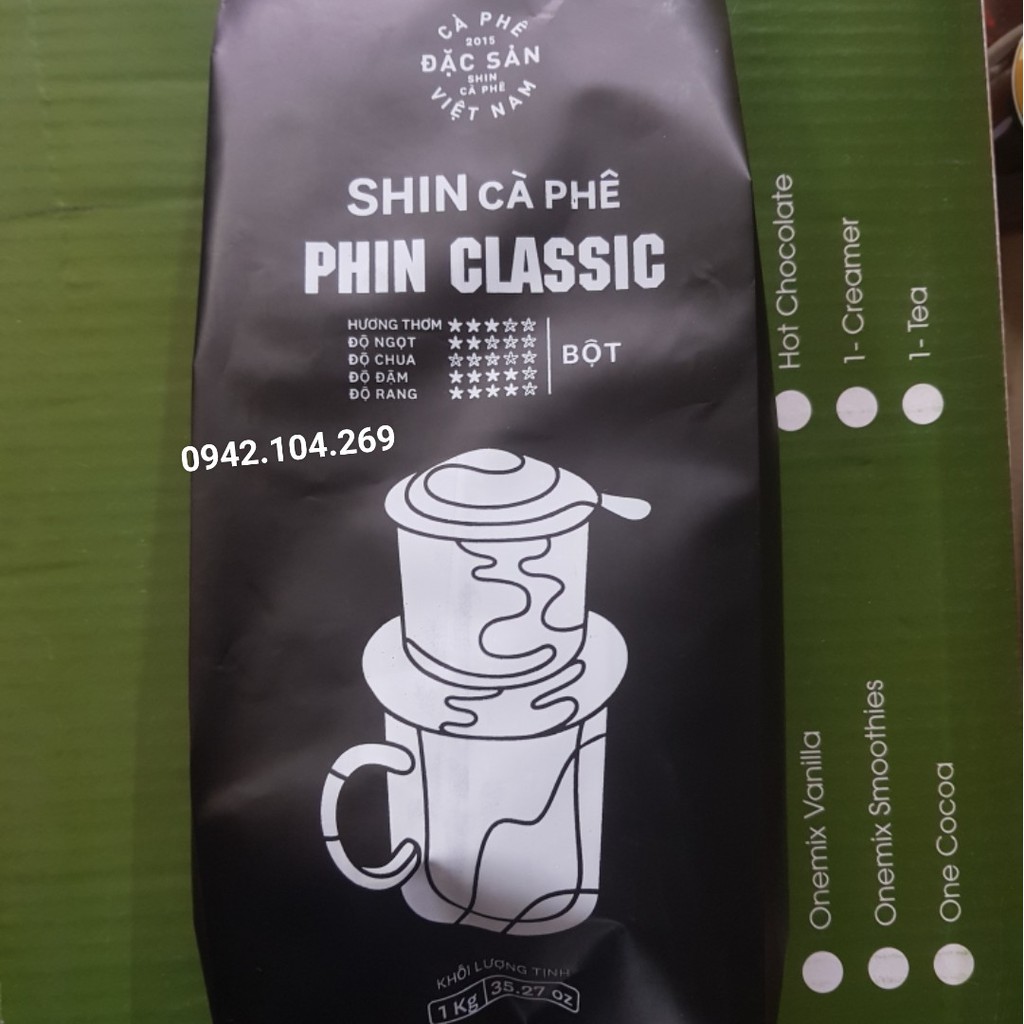 CÀ PHÊ
2015
ĐẶC SẢN
SHIN
CÀ PHÊ
VIỆT NAM
SHIN CÀ PHÊ
PHIN CLASSIC
HƯƠNG THƠM ★★★☆☆
ĐỘ NGỌT ★★☆☆☆
ĐỘ CHUA ☆☆☆☆☆
ĐỘ ĐẬM ★★★★☆
ĐỘ RANG ★★★★☆
BỘT
0942.104.269
KHỐI LƯỢNG TỊNH
1 Kg 35.27 oz
Hot Chocolate
1- Creamer
1- Tea
Onemix Vanilla
Onemix Smoothies
One Cocoa